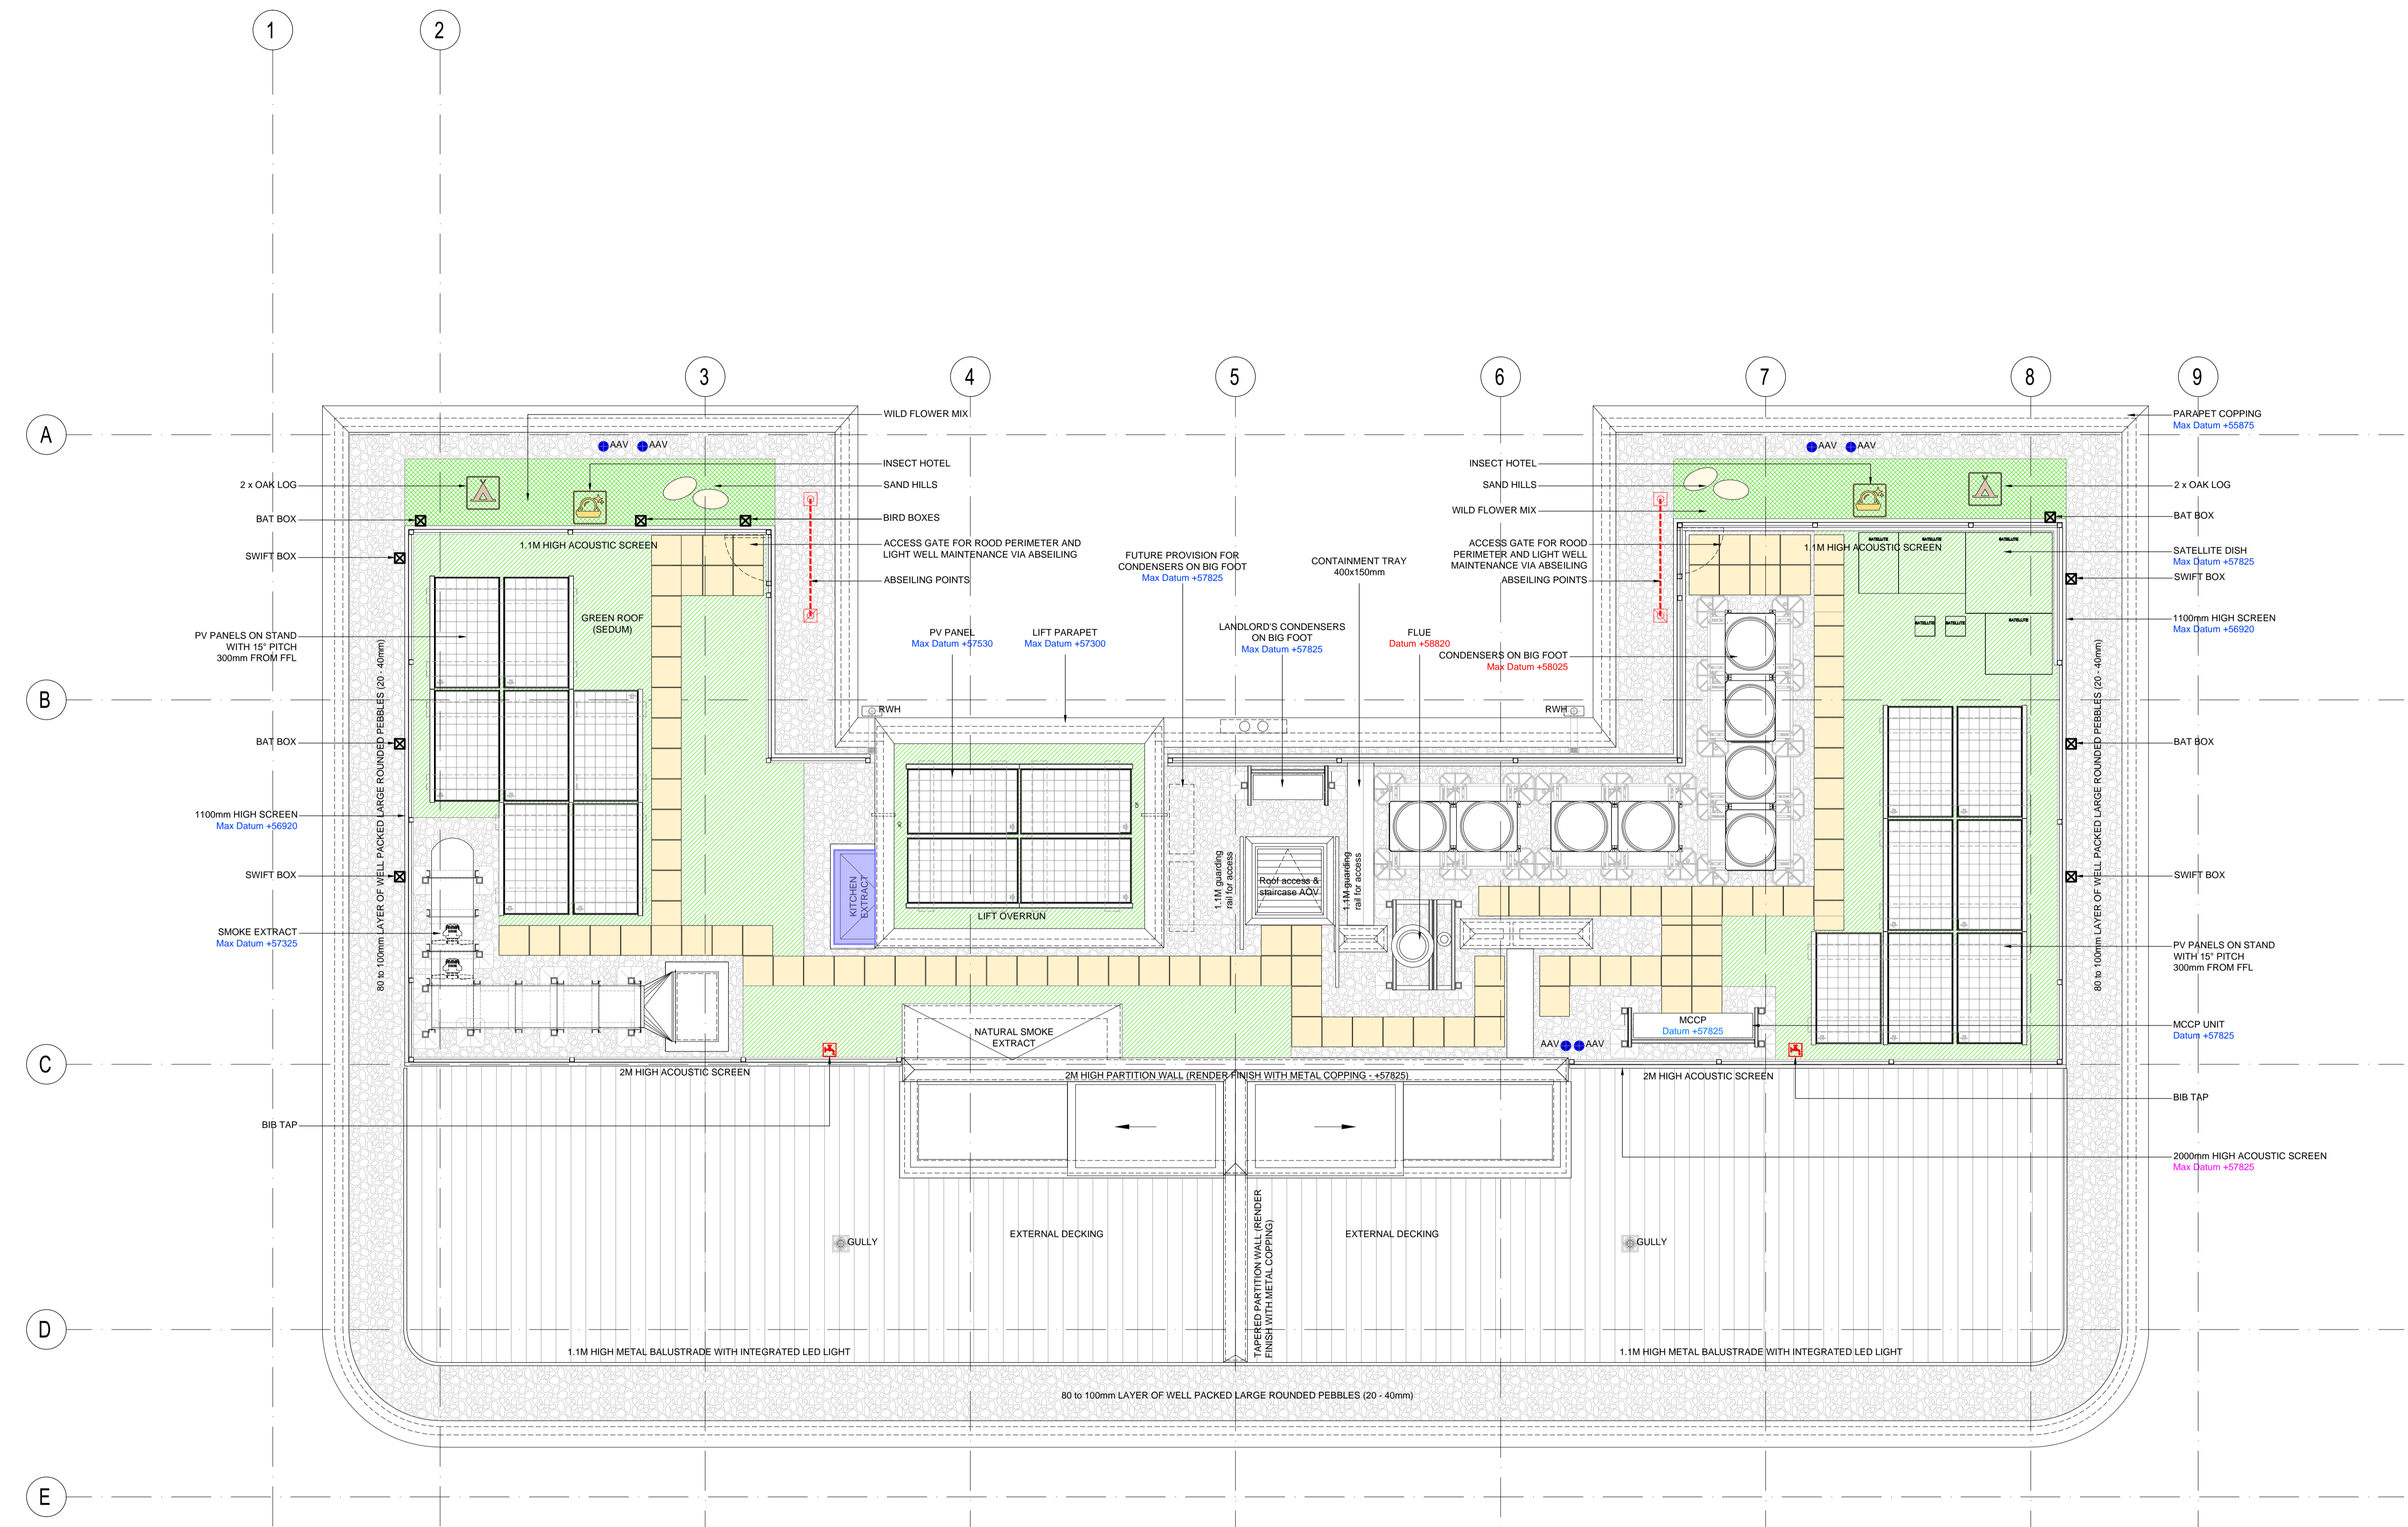 1
2
3
4
5
6
7
8
9
A
B
C
D
E
WILD FLOWER MIX
PARAPET COPPING
Max Datum +55875
AAV
AAV
AAV
AAV
INSECT HOTEL
INSECT HOTEL
2 x OAK LOG
SAND HILLS
SAND HILLS
2 x OAK LOG
BAT BOX
BIRD BOXES
WILD FLOWER MIX
BAT BOX
1.1M HIGH ACOUSTIC SCREEN
ACCESS GATE FOR ROOD PERIMETER AND
LIGHT WELL MAINTENANCE VIA ABSEILING
ACCESS GATE FOR ROOD
PERIMETER AND LIGHT WELL
MAINTENANCE VIA ABSEILING
1.1M HIGH ACOUSTIC SCREEN
SATELLITE
SATELLITE
SATELLITE
SATELLITE DISH
Max Datum +57825
SWIFT BOX
SWIFT BOX
FUTURE PROVISION FOR
CONDENSERS ON BIG FOOT
Max Datum +57825
CONTAINMENT TRAY
400x150mm
ABSEILING POINTS
ABSEILING POINTS
GREEN ROOF
(SEDUM)
SATELLITE
SATELLITE
SATELLITE
1100mm HIGH SCREEN
Max Datum +56920
PV PANELS ON STAND
WITH 15° PITCH
300mm FROM FFL
PV PANEL
Max Datum +57530
LIFT PARAPET
Max Datum +57300
LANDLORD'S CONDENSERS
ON BIG FOOT
Max Datum +57825
FLUE
Datum +58820
CONDENSERS ON BIG FOOT
Max Datum +58025
80 to 100mm LAYER OF WELL PACKED LARGE ROUNDED PEBBLES (20 - 40mm)
80 to 100mm LAYER OF WELL PACKED LARGE ROUNDED PEBBLES (20 - 40mm)
RWH
RWH
BAT BOX
BAT BOX
1100mm HIGH SCREEN
Max Datum +56920
SWIFT BOX
SWIFT BOX
KITCHEN
EXTRACT
1.1M guarding
rail for access
Roof access &
staircase AOV
1.1M guarding
rail for access
LIFT OVERRUN
SMOKE EXTRACT
Max Datum +57325
PV PANELS ON STAND
WITH 15° PITCH
300mm FROM FFL
NATURAL SMOKE
EXTRACT
MCCP
Datum +57825
MCCP UNIT
Datum +57825
AAV
AAV
2M HIGH ACOUSTIC SCREEN
2M HIGH PARTITION WALL (RENDER FINISH WITH METAL COPPING - +57825)
2M HIGH ACOUSTIC SCREEN
BIB TAP
BIB TAP
2000mm HIGH ACOUSTIC SCREEN
Max Datum +57825
TAPERED PARTITION WALL (RENDER
FINISH WITH METAL COPPING)
GULLY
EXTERNAL DECKING
EXTERNAL DECKING
GULLY
1.1M HIGH METAL BALUSTRADE WITH INTEGRATED LED LIGHT
1.1M HIGH METAL BALUSTRADE WITH INTEGRATED LED LIGHT
80 to 100mm LAYER OF WELL PACKED LARGE ROUNDED PEBBLES (20 - 40mm)